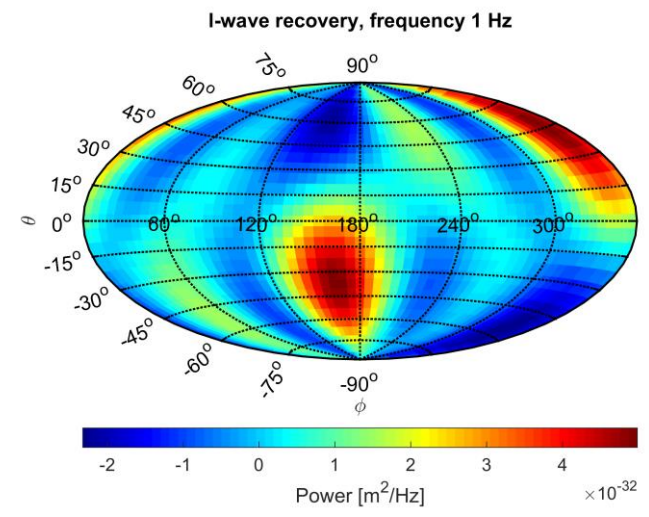 I-wave recovery, frequency 1 Hz
90°
75°
60°
45°
30°
15°
θ 0° 60° 120° 180° 240° 300°
-15°
-30°
-45°
-60°
-75°
-90°
ϕ
-2 -1 0 1 2 3 4
Power [m²/Hz] ×10⁻³²